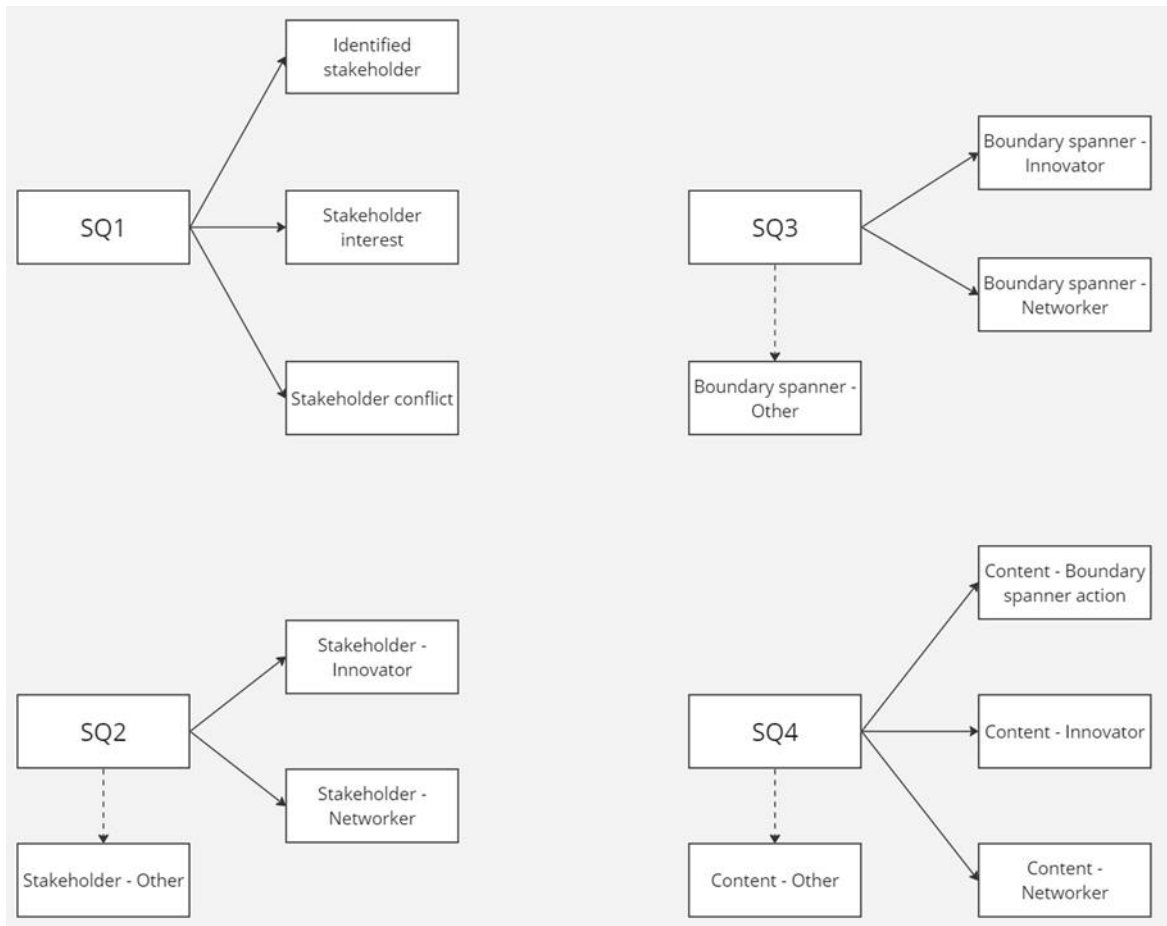 Identified
stakeholder
SQ1
Stakeholder
interest
Stakeholder conflict
Boundary spanner -
Innovator
SQ3
Boundary spanner -
Networker
Boundary spanner -
Other
Stakeholder -
Innovator
SQ2
Stakeholder -
Networker
Stakeholder - Other
Content - Boundary
spanner action
SQ4
Content - Innovator
Content - Other
Content -
Networker